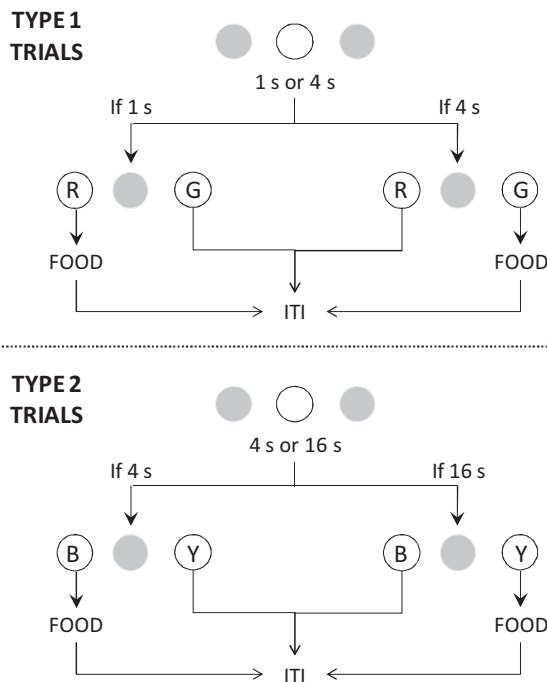 TYPE 1
TRIALS
1 s or 4 s
If 1 s If 4 s
R G R G
FOOD FOOD
ITI
TYPE 2
TRIALS
4 s or 16 s
If 4 s If 16 s
B Y B Y
FOOD FOOD
ITI